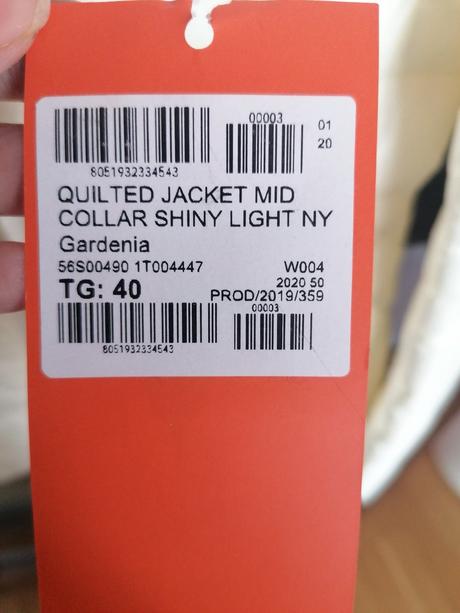 00003
01
20
8051932334543
QUILTED JACKET MID
COLLAR SHINY LIGHT NY
Gardenia
56S00490 1T004447 W004
2020 50
TG: 40 PROD/2019/359
00003
8051932334543